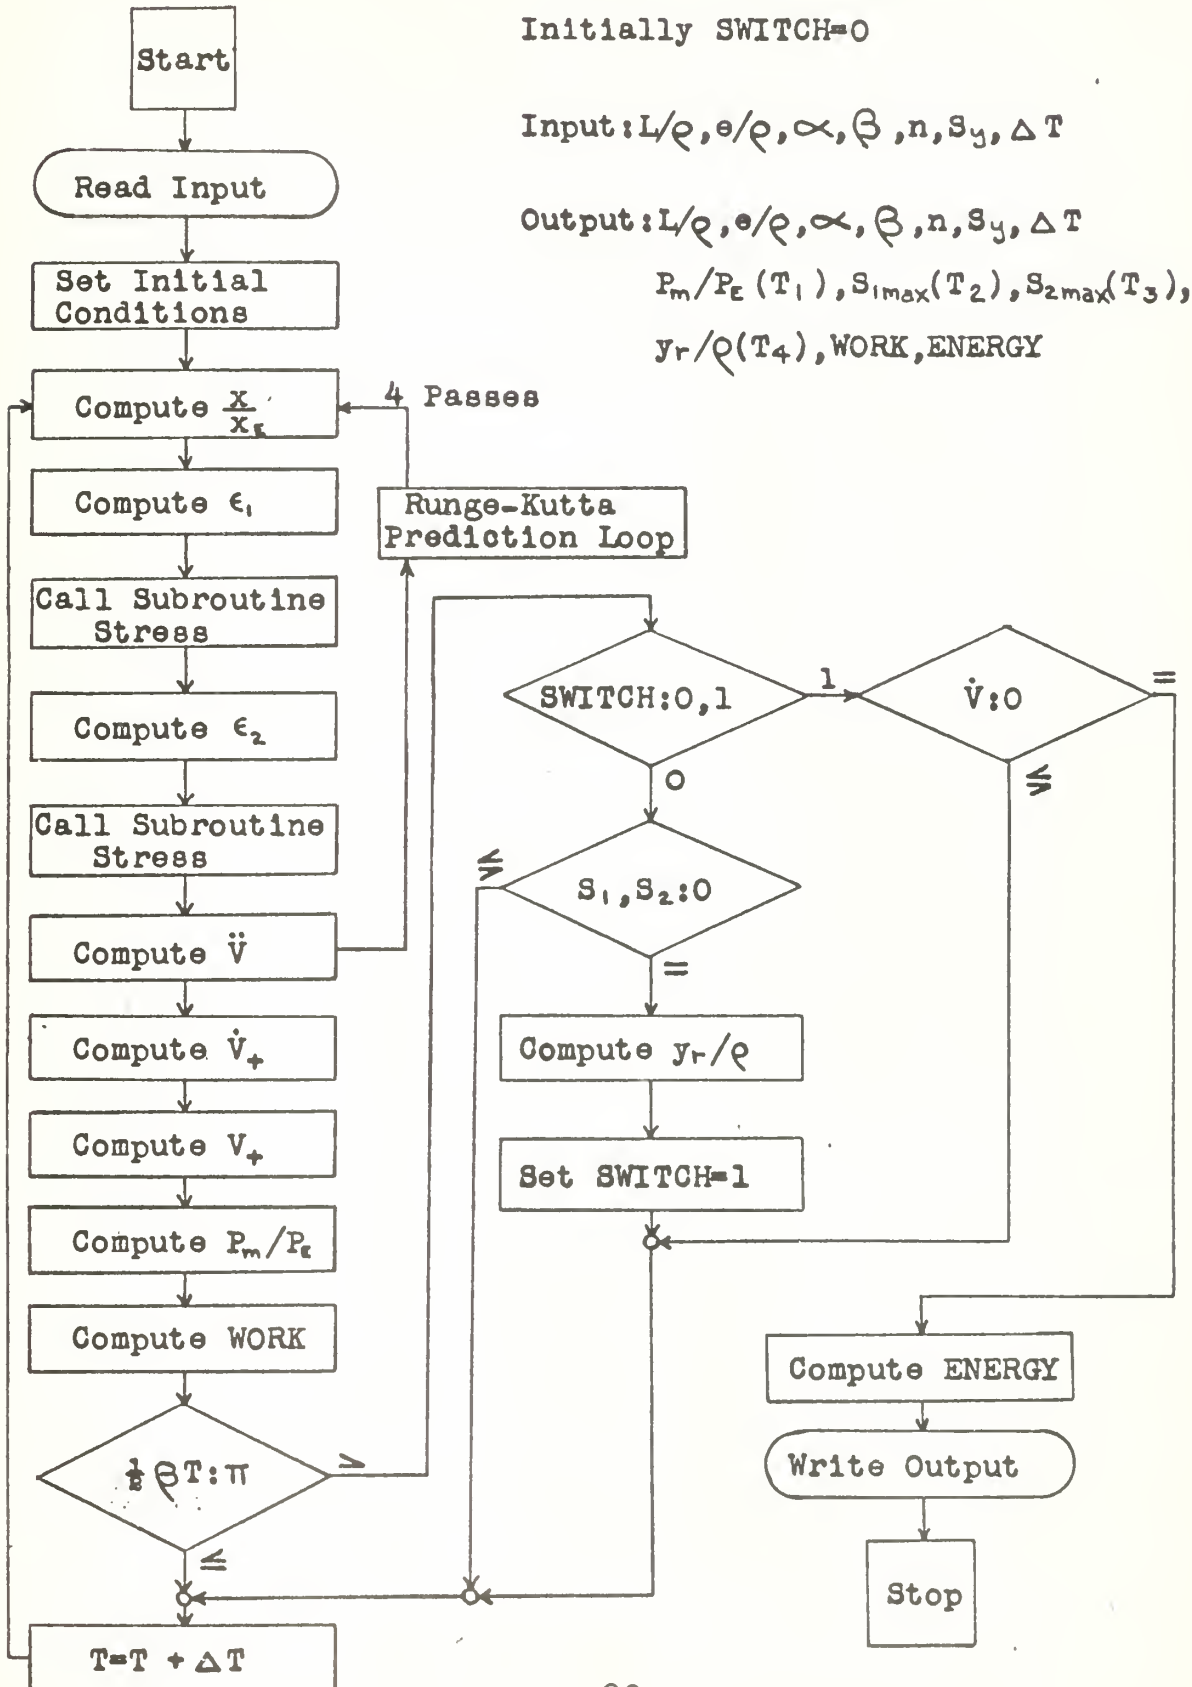 Start
Initially SWITCH=0
Input:L/ρ,e/ρ,∝,β,n,Sy,ΔT
Output:L/ρ,e/ρ,∝,β,n,Sy,ΔT
Pm/PE(T1),S1max(T2),S2max(T3),
yr/ρ(T4),WORK,ENERGY
Read Input
Set Initial
Conditions
Compute x/xE
4 Passes
Compute ϵ1
Runge-Kutta
Prediction Loop
Call Subroutine
Stress
Compute ϵ2
Call Subroutine
Stress
Compute V̈
Compute V̇+
Compute V+
Compute Pm/PE
Compute WORK
½βT:π
>
≤
T=T + ΔT
SWITCH:0,1
1
0
V̇:0
=
≶
S1,S2:0
≶
=
Compute yr/ρ
Set SWITCH=1
Compute ENERGY
Write Output
Stop